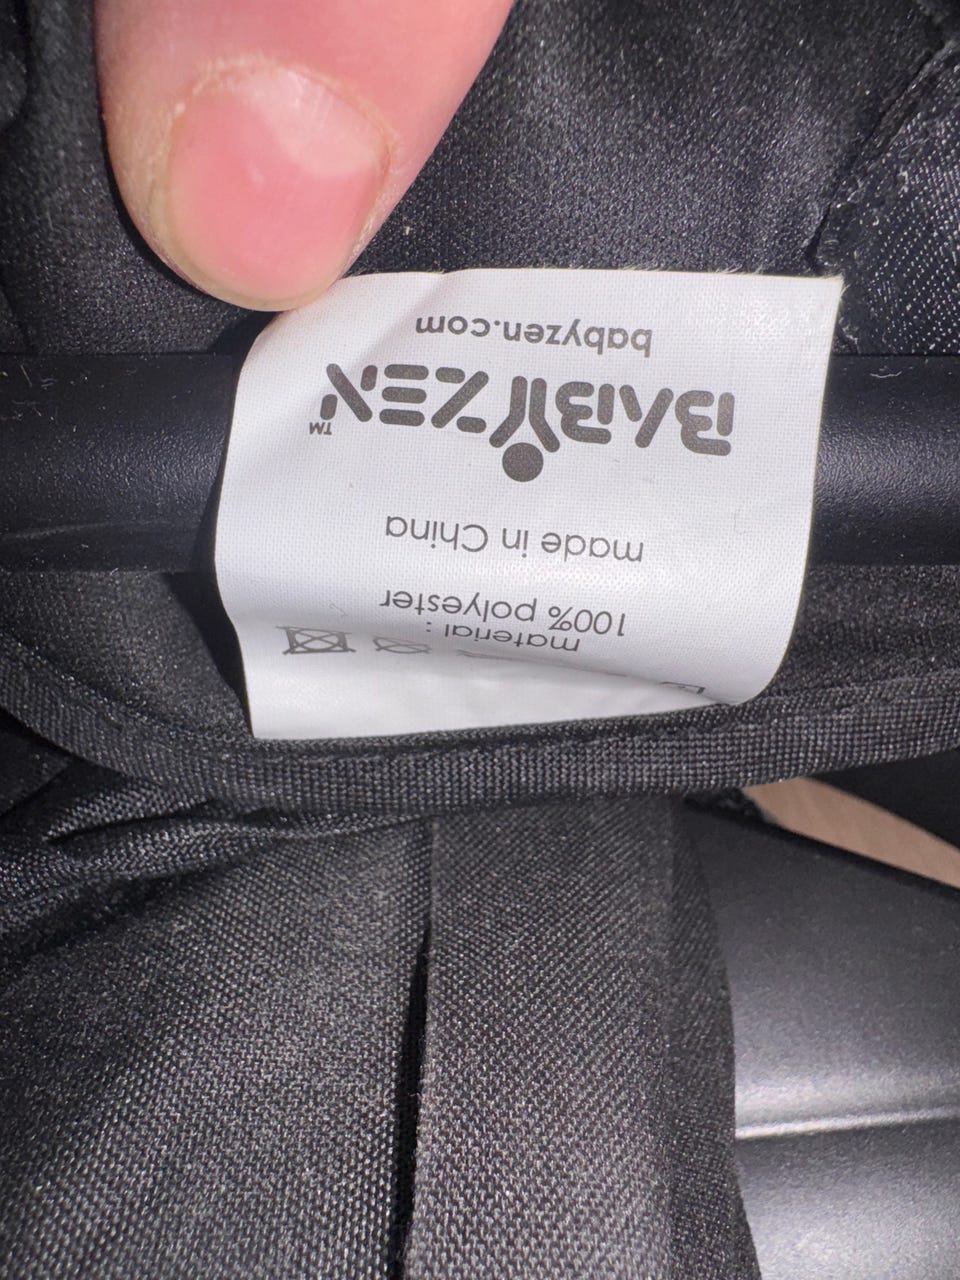 material :
100% polyester
made in China
BABYZEN™
babyzen.com